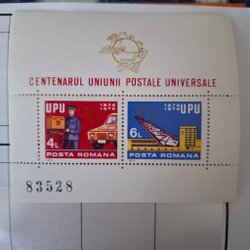 CENTENARUL UNIUNII POSTALE UNIVERSALE
UPU 1874 1974
4L
POSTA ROMANA
1874 1974 UPU
6L
POSTA ROMANA
83528